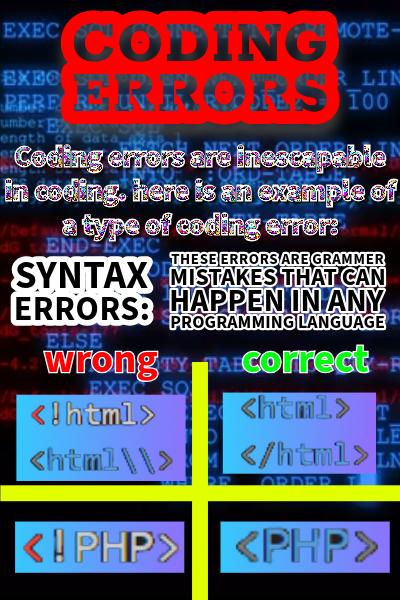 CODING
ERRORS
Coding errors are inescapable
in coding. here is an example of
a type of coding error:
SYNTAX
ERRORS:
THESE ERRORS ARE GRAMMER
MISTAKES THAT CAN
HAPPEN IN ANY
PROGRAMMING LANGUAGE
wrong
correct
<!html>
<html\\>
<html>
</html>
<!PHP>
<PHP>